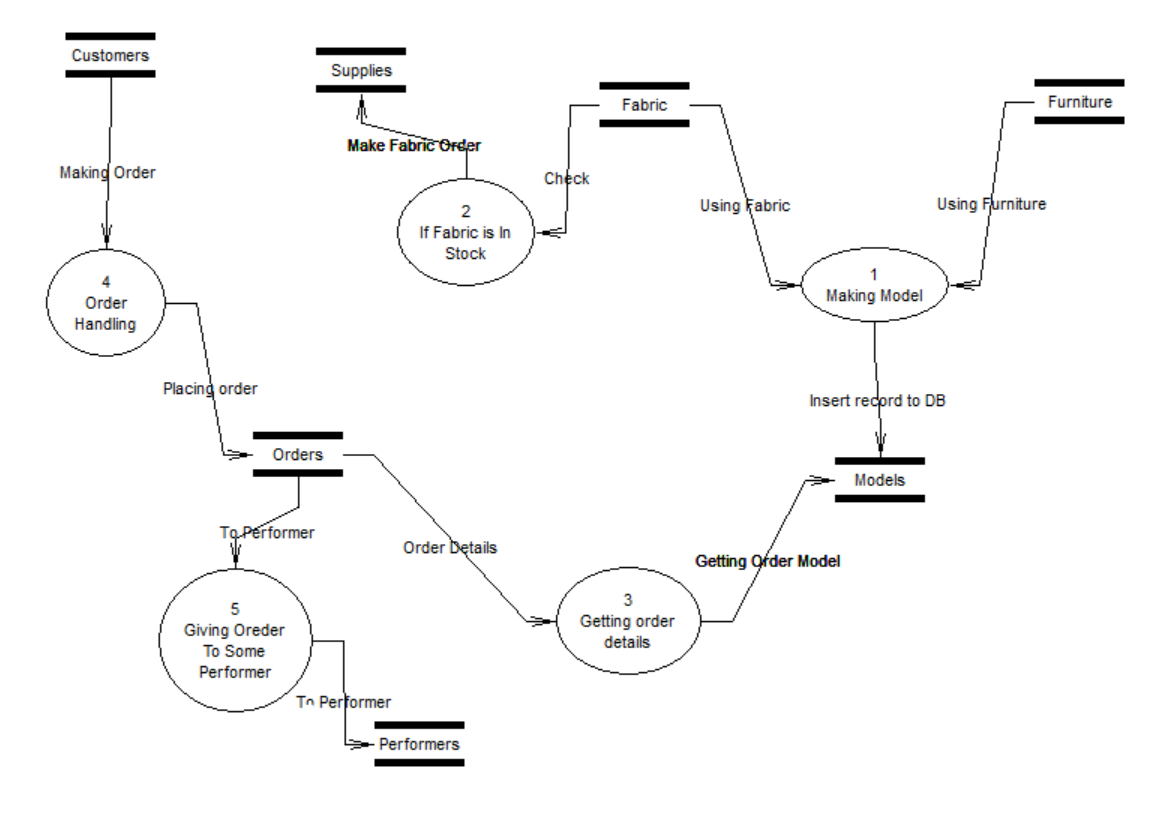 Customers
Supplies
Fabric
Furniture
Make Fabric Order
Making Order
Check
Using Fabric
Using Furniture
2
If Fabric is In
Stock
1
Making Model
4
Order
Handling
Placing order
Insert record to DB
Orders
Models
To Performer
Order Details
Getting Order Model
3
Getting order
details
5
Giving Oreder
To Some
Performer
To Performer
Performers